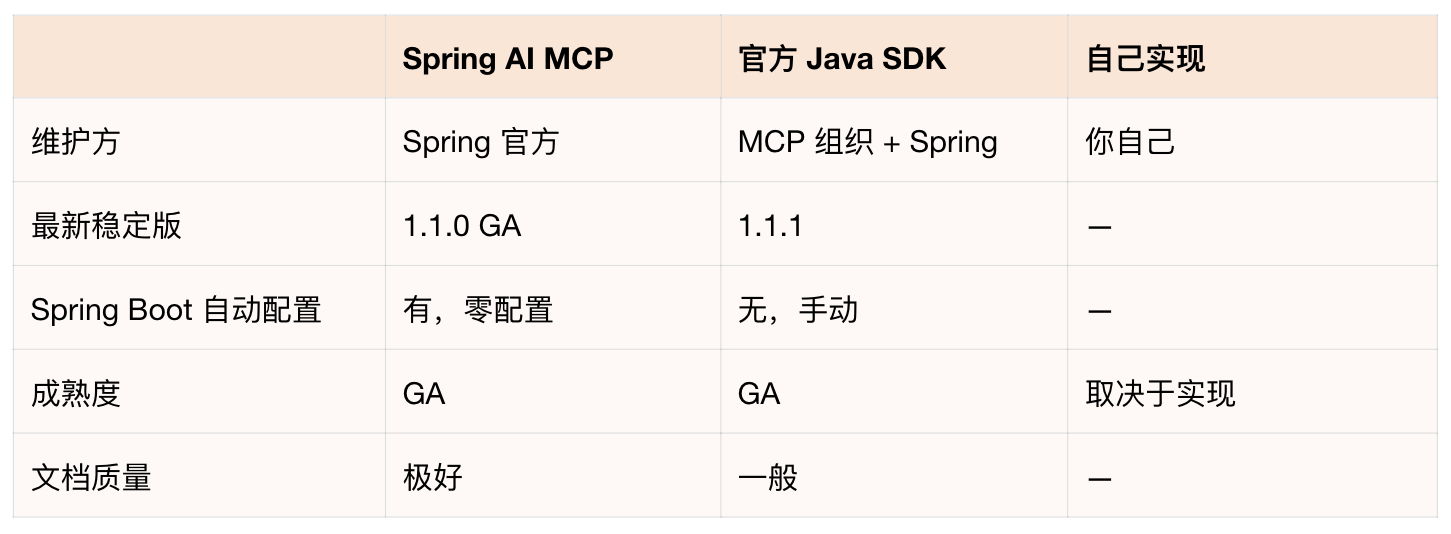 Spring AI MCP 官方 Java SDK 自己实现
维护方 Spring 官方 MCP 组织 + Spring 你自己
最新稳定版 1.1.0 GA 1.1.1 —
Spring Boot 自动配置 有，零配置 无，手动 —
成熟度 GA GA 取决于实现
文档质量 极好 一般 —